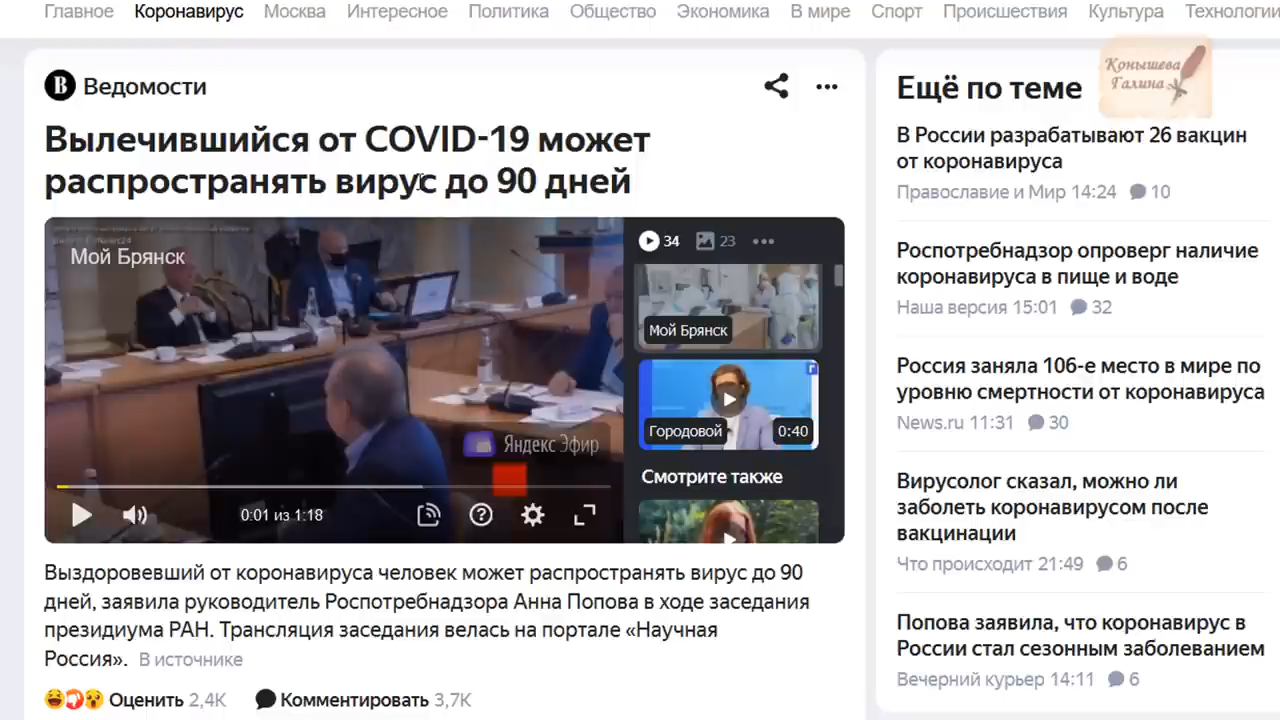 Главное Коронавирус Москва Интересное Политика Общество Экономика В мире Спорт Происшествия Культура Технологии
Ведомости
Вылечившийся от COVID-19 может
распространять вирус до 90 дней
Мой Брянск
34 23
Мой Брянск
Городовой 0:40
Смотрите также
Яндекс Эфир
0:01 из 1:18
Выздоровевший от коронавируса человек может распространять вирус до 90
дней, заявила руководитель Роспотребнадзора Анна Попова в ходе заседания
президиума РАН. Трансляция заседания велась на портале «Научная
Россия». В источнике
Оценить 2,4K Комментировать 3,7K
Ещё по теме
Конышева
Галина
В России разрабатывают 26 вакцин
от коронавируса
Православие и Мир 14:24 10
Роспотребнадзор опроверг наличие
коронавируса в пище и воде
Наша версия 15:01 32
Россия заняла 106-е место в мире по
уровню смертности от коронавируса
News.ru 11:31 30
Вирусолог сказал, можно ли
заболеть коронавирусом после
вакцинации
Что происходит 21:49 6
Попова заявила, что коронавирус в
России стал сезонным заболеванием
Вечерний курьер 14:11 6